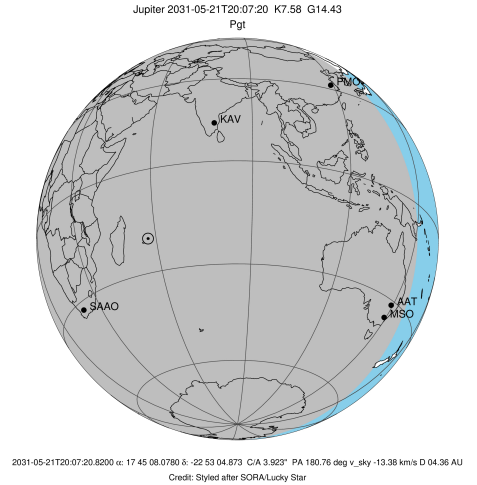 Jupiter 2031-05-21T20:07:20 K7.58 G14.43
Pgt
PMO
KAV
SAAO
AAT
MSO
2031-05-21T20:07:20.8200 α: 17 45 08.0780 δ: -22 53 04.873 C/A 3.923" PA 180.76 deg v_sky -13.38 km/s D 04.36 AU
Credit: Styled after SORA/Lucky Star